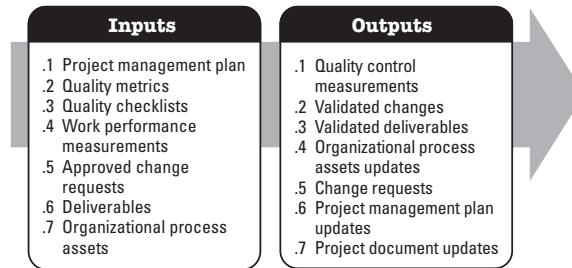 Inputs
.1 Project management plan
.2 Quality metrics
.3 Quality checklists
.4 Work performance
measurements
.5 Approved change
requests
.6 Deliverables
.7 Organizational process
assets
Outputs
.1 Quality control
measurements
.2 Validated changes
.3 Validated deliverables
.4 Organizational process
assets updates
.5 Change requests
.6 Project management plan
updates
.7 Project document updates